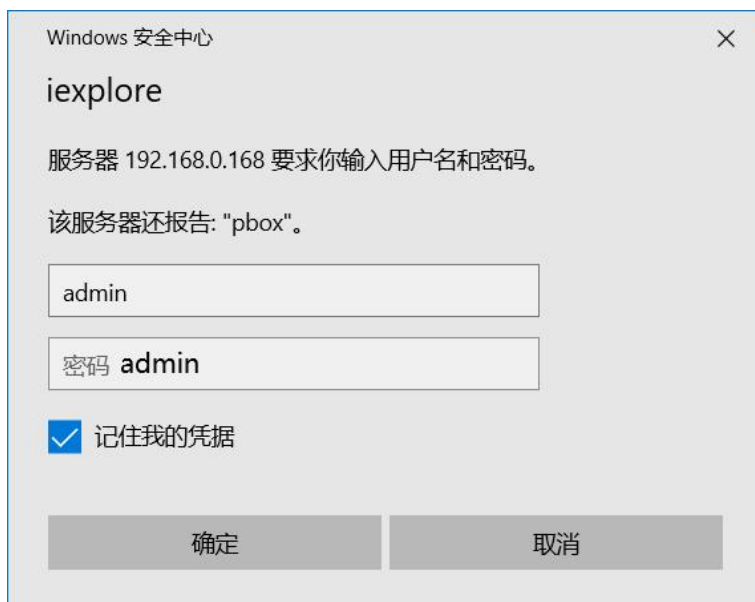 Windows 安全中心
iexplore
服务器 192.168.0.168 要求你输入用户名和密码。
该服务器还报告: "pbox"。
admin
密码 admin
记住我的凭据
确定 取消